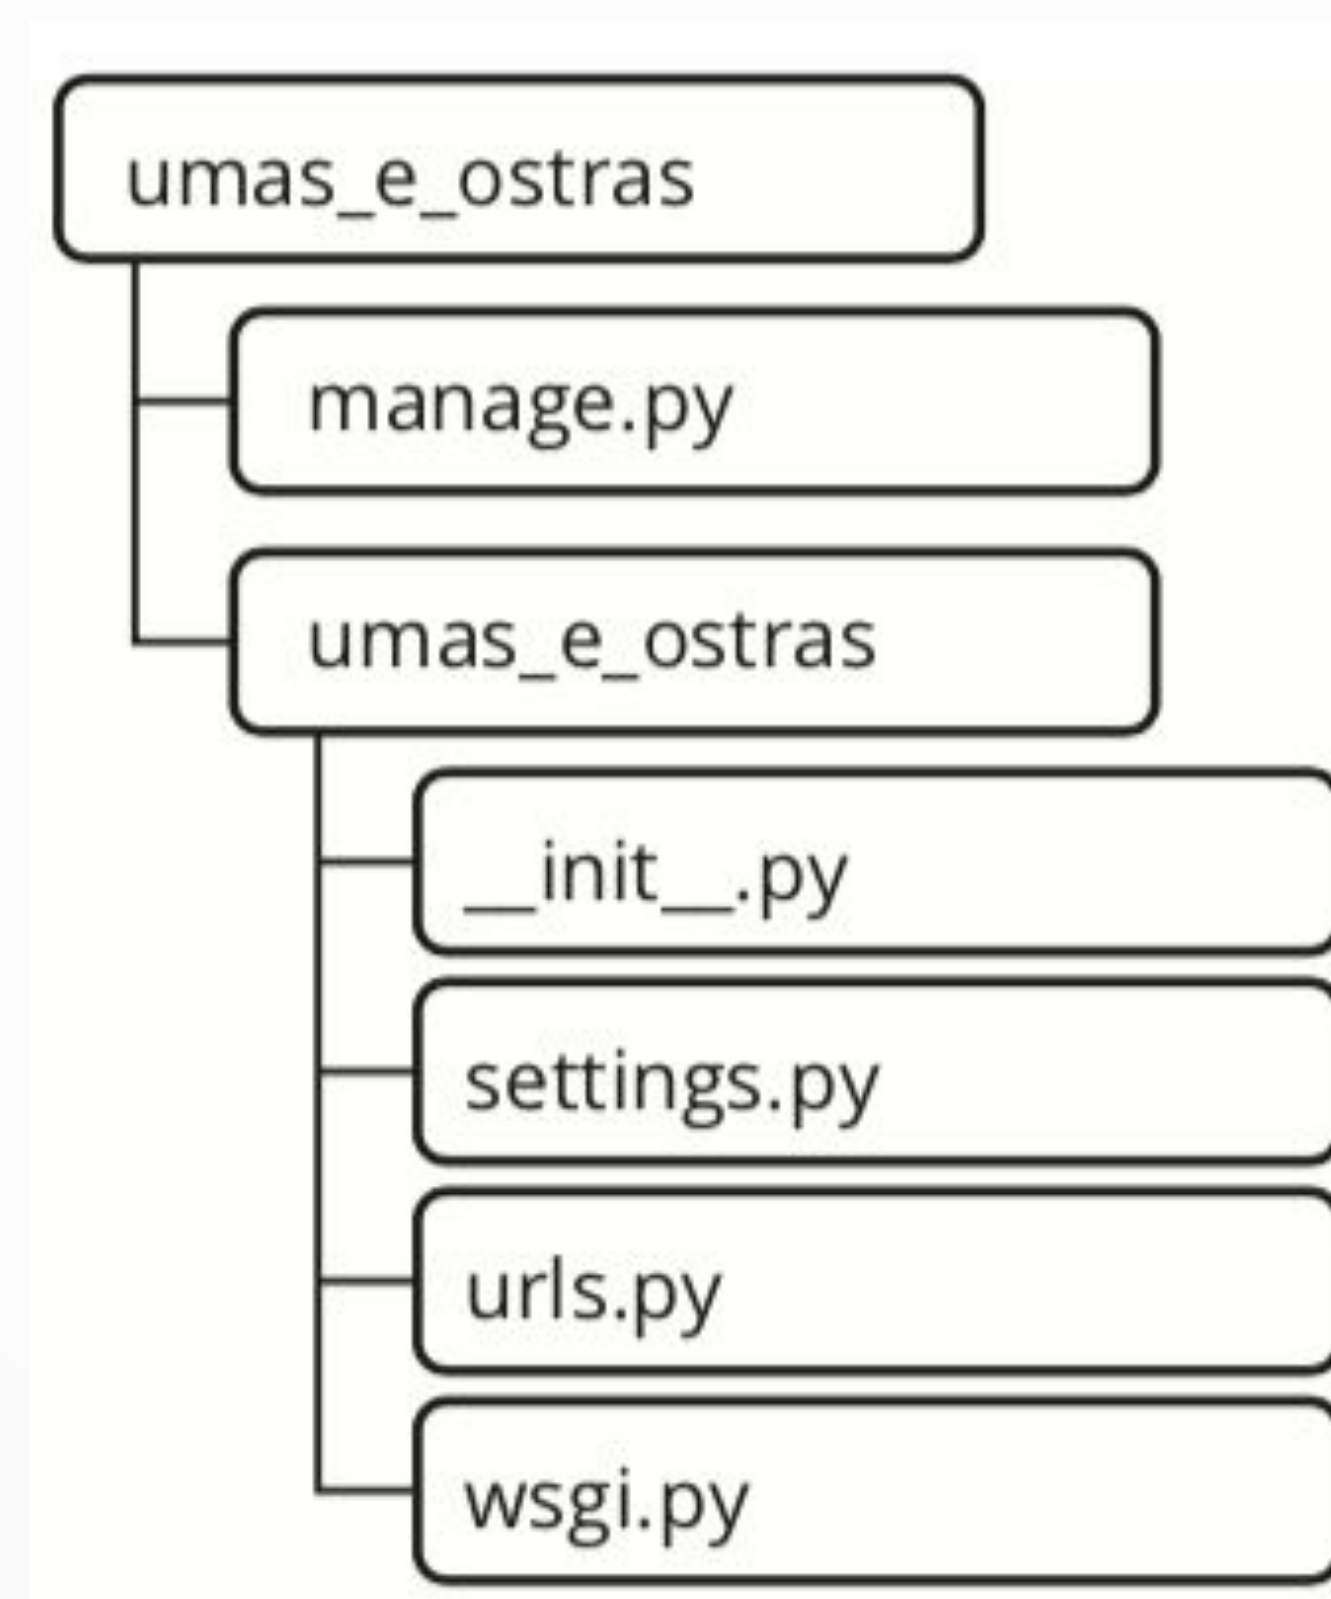 umas_e_ostras
manage.py
umas_e_ostras
__init__.py
settings.py
urls.py
wsgi.py